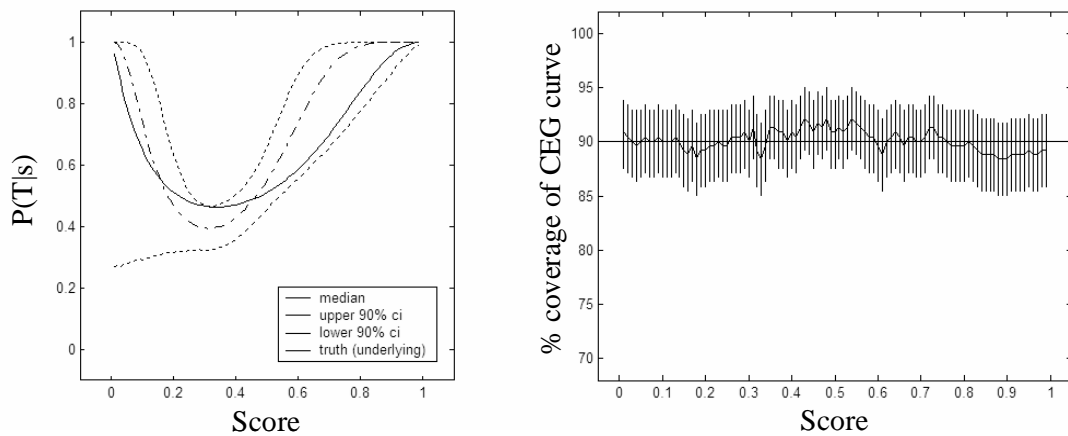 P(T|s)
1
0.8
0.6
0.4
0.2
0
median
upper 90% ci
lower 90% ci
truth (underlying)
0 0.2 0.4 0.6 0.8 1
Score
% coverage of CEG curve
100
95
90
85
80
75
70
0 0.1 0.2 0.3 0.4 0.5 0.6 0.7 0.8 0.9 1
Score